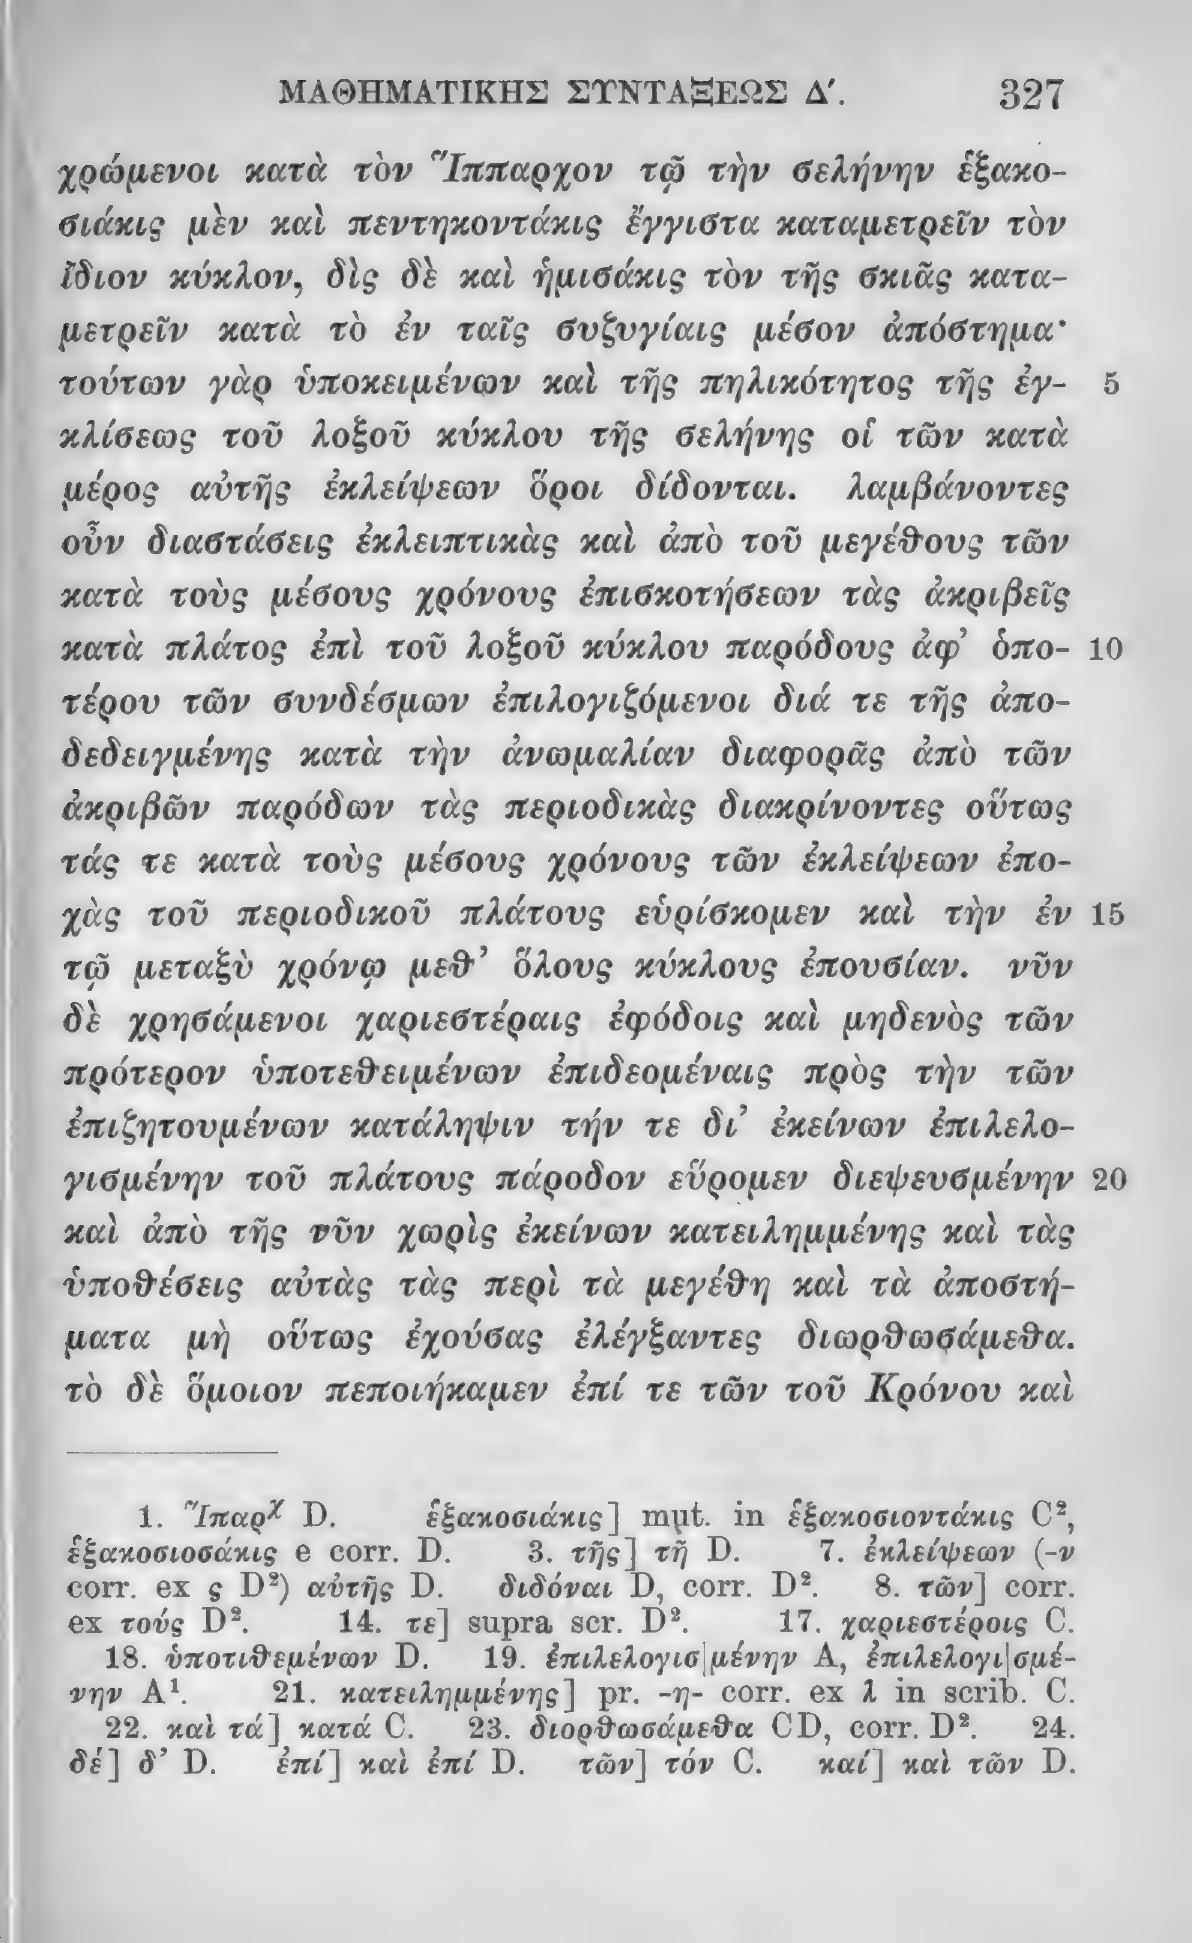 ΜΑΘΗΜΑΤΙΚΗΣ ΣΥΝΤΑΞΕΩΣ Δ'. 327
χρώμενοι κατὰ τὸν Ἵππαρχον τῷ τὴν σελήνην ἑξακο-
σιάκις μὲν καὶ πεντηκοντάκις ἔγγιστα καταμετρεῖν τὸν
ἴδιον κύκλον, δὶς δὲ καὶ ἡμισάκις τὸν τῆς σκιᾶς κατα-
μετρεῖν κατὰ τὸ ἐν ταῖς συζυγίαις μέσον ἀπόστημα·
τούτων γὰρ ὑποκειμένων καὶ τῆς πηλικότητος τῆς ἐγ- 5
κλίσεως τοῦ λοξοῦ κύκλου τῆς σελήνης οἱ τῶν κατὰ
μέρος αὐτῆς ἐκλείψεων ὅροι δίδονται. λαμβάνοντες
οὖν διαστάσεις ἐκλειπτικὰς καὶ ἀπὸ τοῦ μεγέθους τῶν
κατὰ τοὺς μέσους χρόνους ἐπισκοτήσεων τὰς ἀκριβεῖς
κατὰ πλάτος ἐπὶ τοῦ λοξοῦ κύκλου παρόδους ἀφ' ὁπο- 10
τέρου τῶν συνδέσμων ἐπιλογιζόμενοι διά τε τῆς ἀπο-
δεδειγμένης κατὰ τὴν ἀνωμαλίαν διαφορᾶς ἀπὸ τῶν
ἀκριβῶν παρόδων τὰς περιοδικὰς διακρίνοντες οὕτως
τάς τε κατὰ τοὺς μέσους χρόνους τῶν ἐκλείψεων ἐπο-
χὰς τοῦ περιοδικοῦ πλάτους εὑρίσκομεν καὶ τὴν ἐν 15
τῷ μεταξὺ χρόνῳ μεθ' ὅλους κύκλους ἐπουσίαν. νῦν
δὲ χρησάμενοι χαριεστέραις ἐφόδοις καὶ μηδενὸς τῶν
πρότερον ὑποτεθειμένων ἐπιδεομέναις πρὸς τὴν τῶν
ἐπιζητουμένων κατάληψιν τήν τε δι' ἐκείνων ἐπιλελο-
γισμένην τοῦ πλάτους πάροδον εὕρομεν διεψευσμένην 20
καὶ ἀπὸ τῆς νῦν χωρὶς ἐκείνων κατειλημμένης καὶ τὰς
ὑποθέσεις αὐτὰς τὰς περὶ τὰ μεγέθη καὶ τὰ ἀποστή-
ματα μὴ οὕτως ἐχούσας ἐλέγξαντες διωρθωσάμεθα.
τὸ δὲ ὅμοιον πεποιήκαμεν ἐπί τε τῶν τοῦ Κρόνου καὶ
1. Ἵπαρᵡ D. ἑξακοσιάκις] mut. in ἑξακοσιοντάκις C²,
ἑξακοσιοσάκις e corr. D. 3. τῆς] τῇ D. 7. ἐκλείψεων (-ν
corr. ex ς D²) αὐτῆς D. διδόναι D, corr. D². 8. τῶν] corr.
ex τούς D². 14. τε] supra scr. D². 17. χαριεστέροις C.
18. ὑποτιθεμένων D. 19. ἐπιλελογισ|μένην A, ἐπιλελογι|σμέ-
νην A¹. 21. κατειλημμένης] pr. -η- corr. ex λ in scrib. C.
22. καὶ τά] κατά C. 23. διορθωσάμεθα CD, corr. D². 24.
δέ] δ' D. ἐπί] καὶ ἐπί D. τῶν] τόν C. καί] καὶ τῶν D.